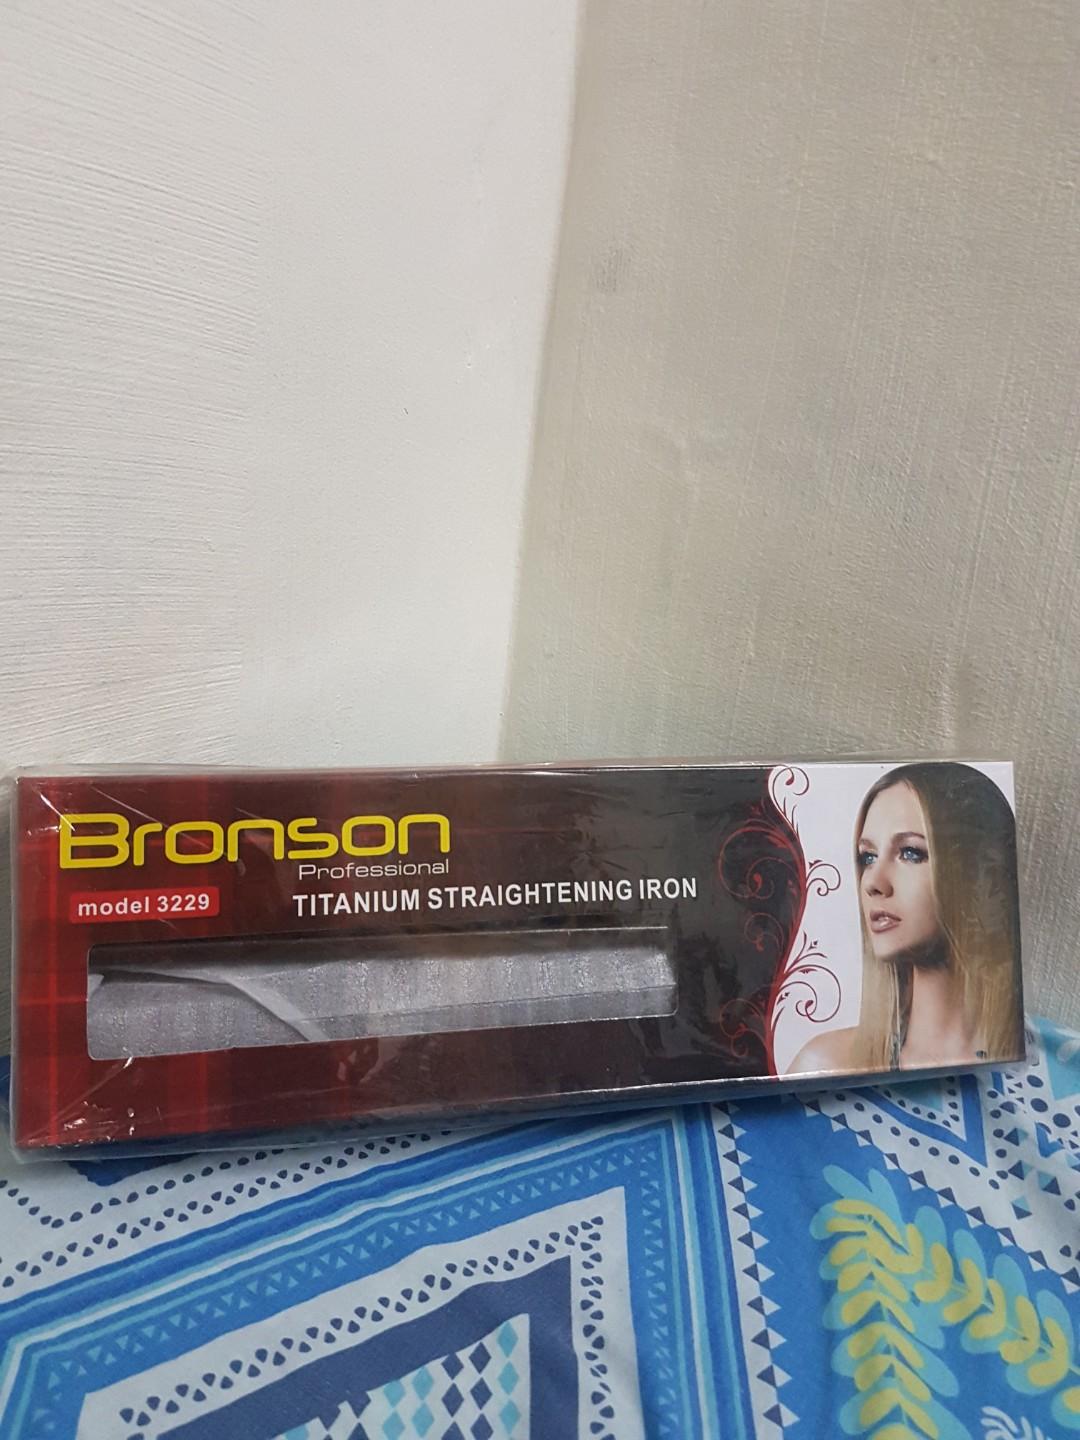 Bronson
Professional
model 3229
TITANIUM STRAIGHTENING IRON